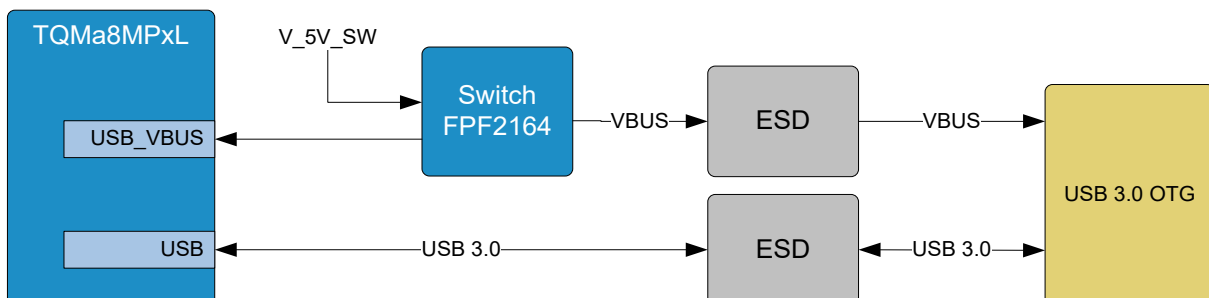 TQMa8MPxL
V_5V_SW
Switch
FPF2164
USB_VBUS
VBUS
ESD
VBUS
USB 3.0 OTG
USB
USB 3.0
ESD
USB 3.0